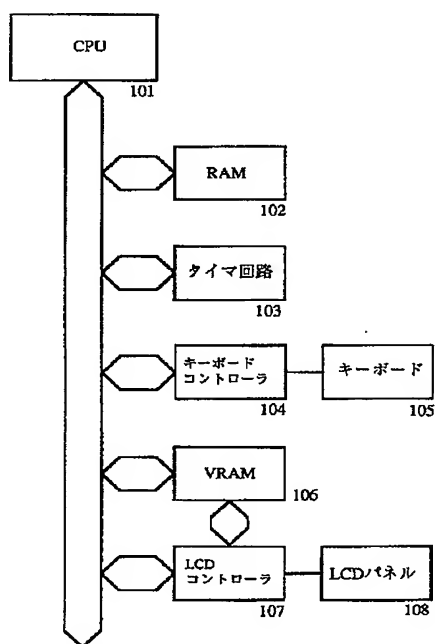 CPU
101
RAM
102
タイマ回路
103
キーボード
コントローラ
104
キーボード
105
VRAM
106
LCD
コントローラ
107
LCDパネル
108